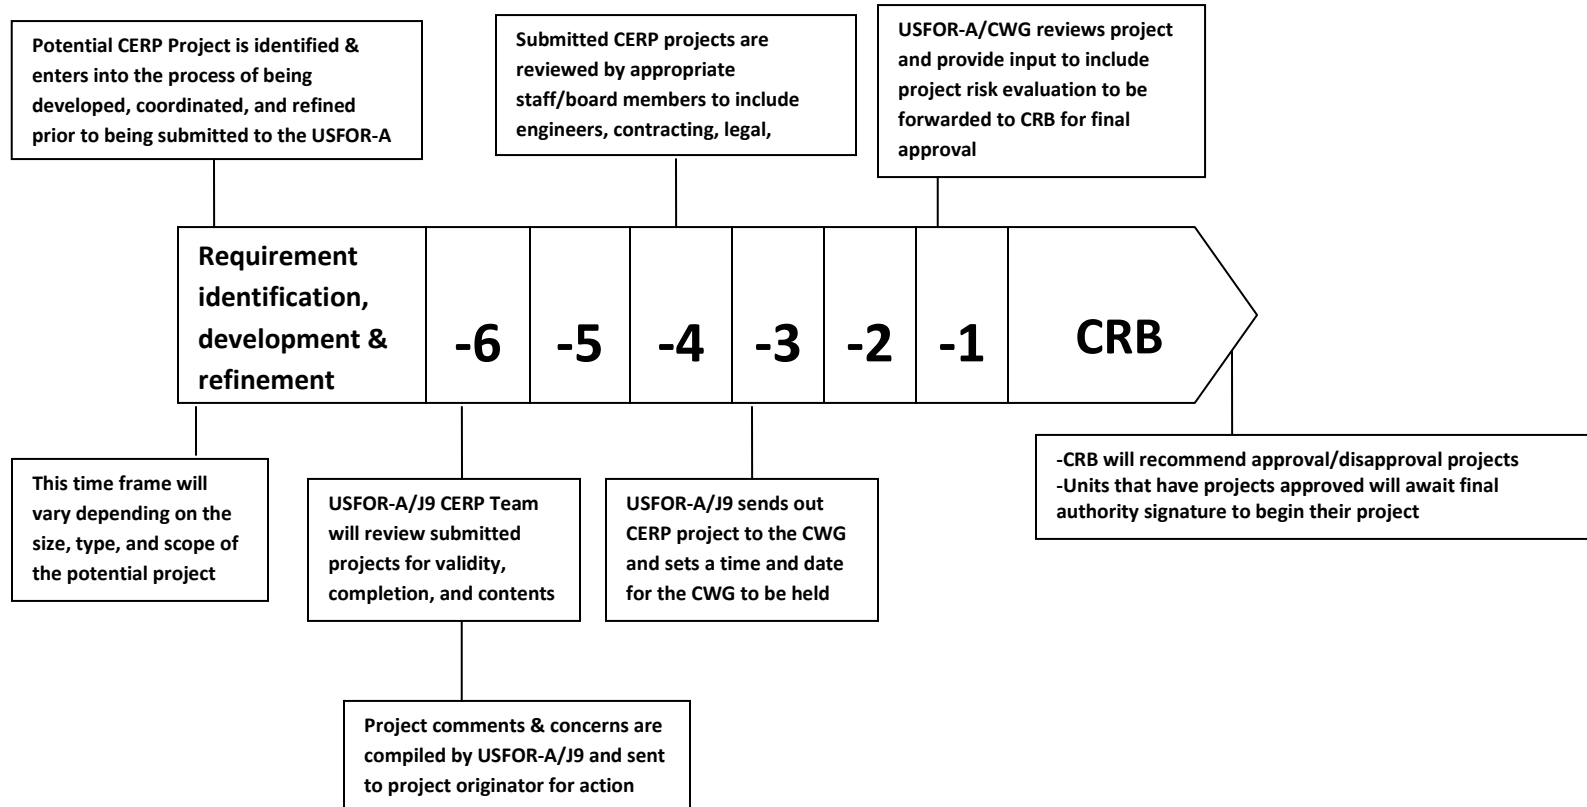 Potential CERP Project is identified &
enters into the process of being
developed, coordinated, and refined
prior to being submitted to the USFOR-A
Submitted CERP projects are
reviewed by appropriate
staff/board members to include
engineers, contracting, legal,
USFOR-A/CWG reviews project
and provide input to include
project risk evaluation to be
forwarded to CRB for final
approval
Requirement
identification,
development &
refinement
-6
-5
-4
-3
-2
-1
CRB
This time frame will
vary depending on the
size, type, and scope of
the potential project
USFOR-A/J9 CERP Team
will review submitted
projects for validity,
completion, and contents
USFOR-A/J9 sends out
CERP project to the CWG
and sets a time and date
for the CWG to be held
-CRB will recommend approval/disapproval projects
-Units that have projects approved will await final
authority signature to begin their project
Project comments & concerns are
compiled by USFOR-A/J9 and sent
to project originator for action